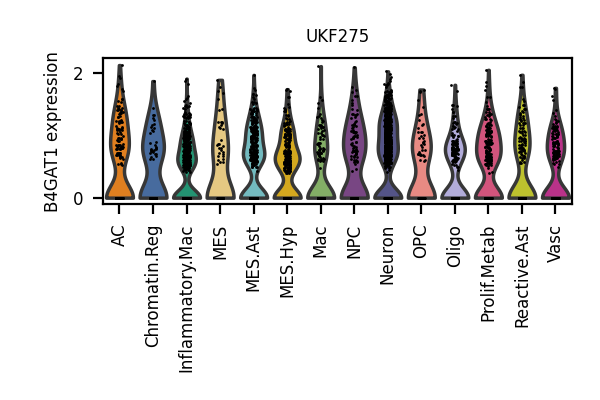 UKF275
B4GAT1 expression
2
0
AC
Chromatin.Reg
Inflammatory.Mac
MES
MES.Ast
MES.Hyp
Mac
NPC
Neuron
OPC
Oligo
Prolif.Metab
Reactive.Ast
Vasc